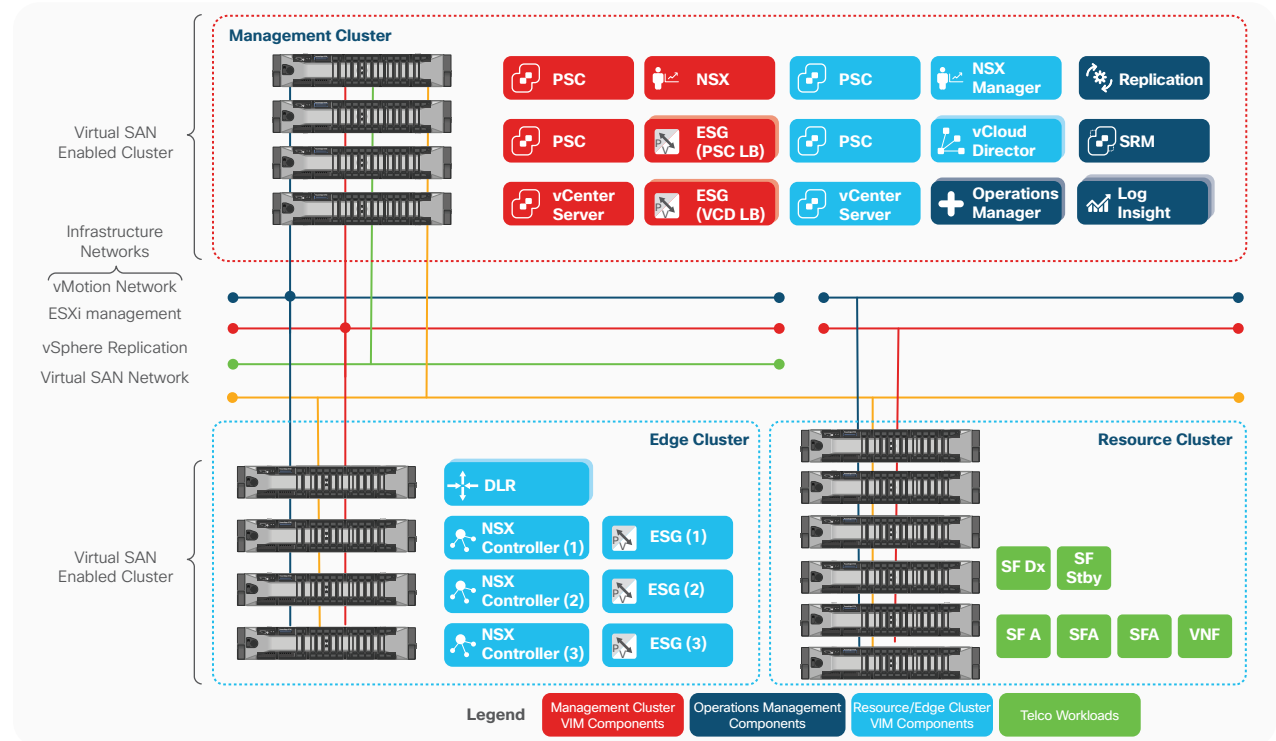 Management Cluster
Virtual SAN
Enabled Cluster
PSC
NSX
PSC
NSX
Manager
Replication
PSC
ESG
(PSC LB)
PSC
vCloud
Director
SRM
vCenter
Server
ESG
(VCD LB)
vCenter
Server
Operations
Manager
Log
Insight
Infrastructure
Networks
vMotion Network
ESXi management
vSphere Replication
Virtual SAN Network
Edge Cluster
Resource Cluster
Virtual SAN
Enabled Cluster
DLR
NSX
Controller (1)
ESG (1)
NSX
Controller (2)
ESG (2)
NSX
Controller (3)
ESG (3)
SF Dx
SF
Stby
SF A
SFA
SFA
VNF
Legend
Management Cluster
VIM Components
Operations Management
Components
Resource/Edge Cluster
VIM Components
Telco Workloads